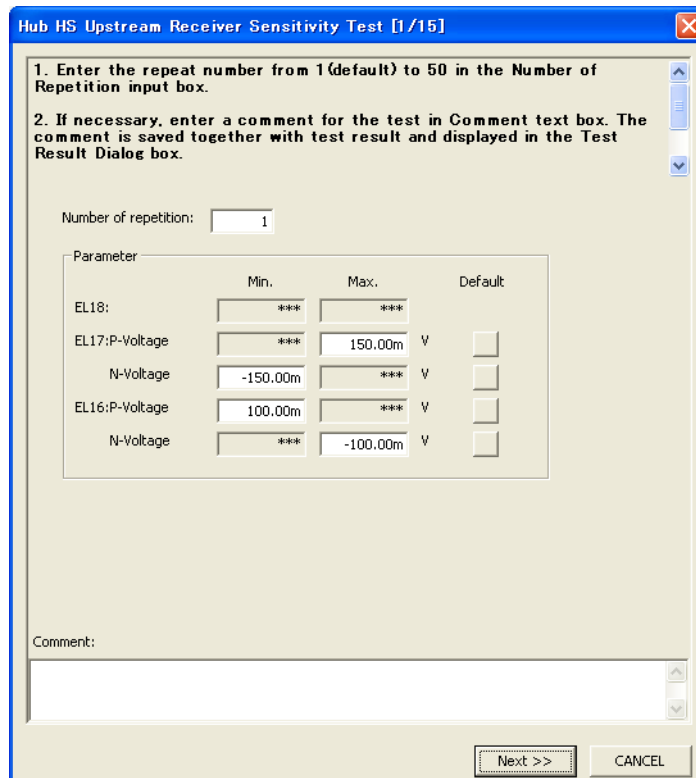 Hub HS Upstream Receiver Sensitivity Test [1/15]
1. Enter the repeat number from 1(default) to 50 in the Number of
Repetition input box.
2. If necessary, enter a comment for the test in Comment text box. The
comment is saved together with test result and displayed in the Test
Result Dialog box.
Number of repetition: 1
Parameter
Min. Max. Default
EL18: *** ***
EL17:P-Voltage *** 150.00m V
N-Voltage -150.00m *** V
EL16:P-Voltage 100.00m *** V
N-Voltage *** -100.00m V
Comment:
Next >> CANCEL